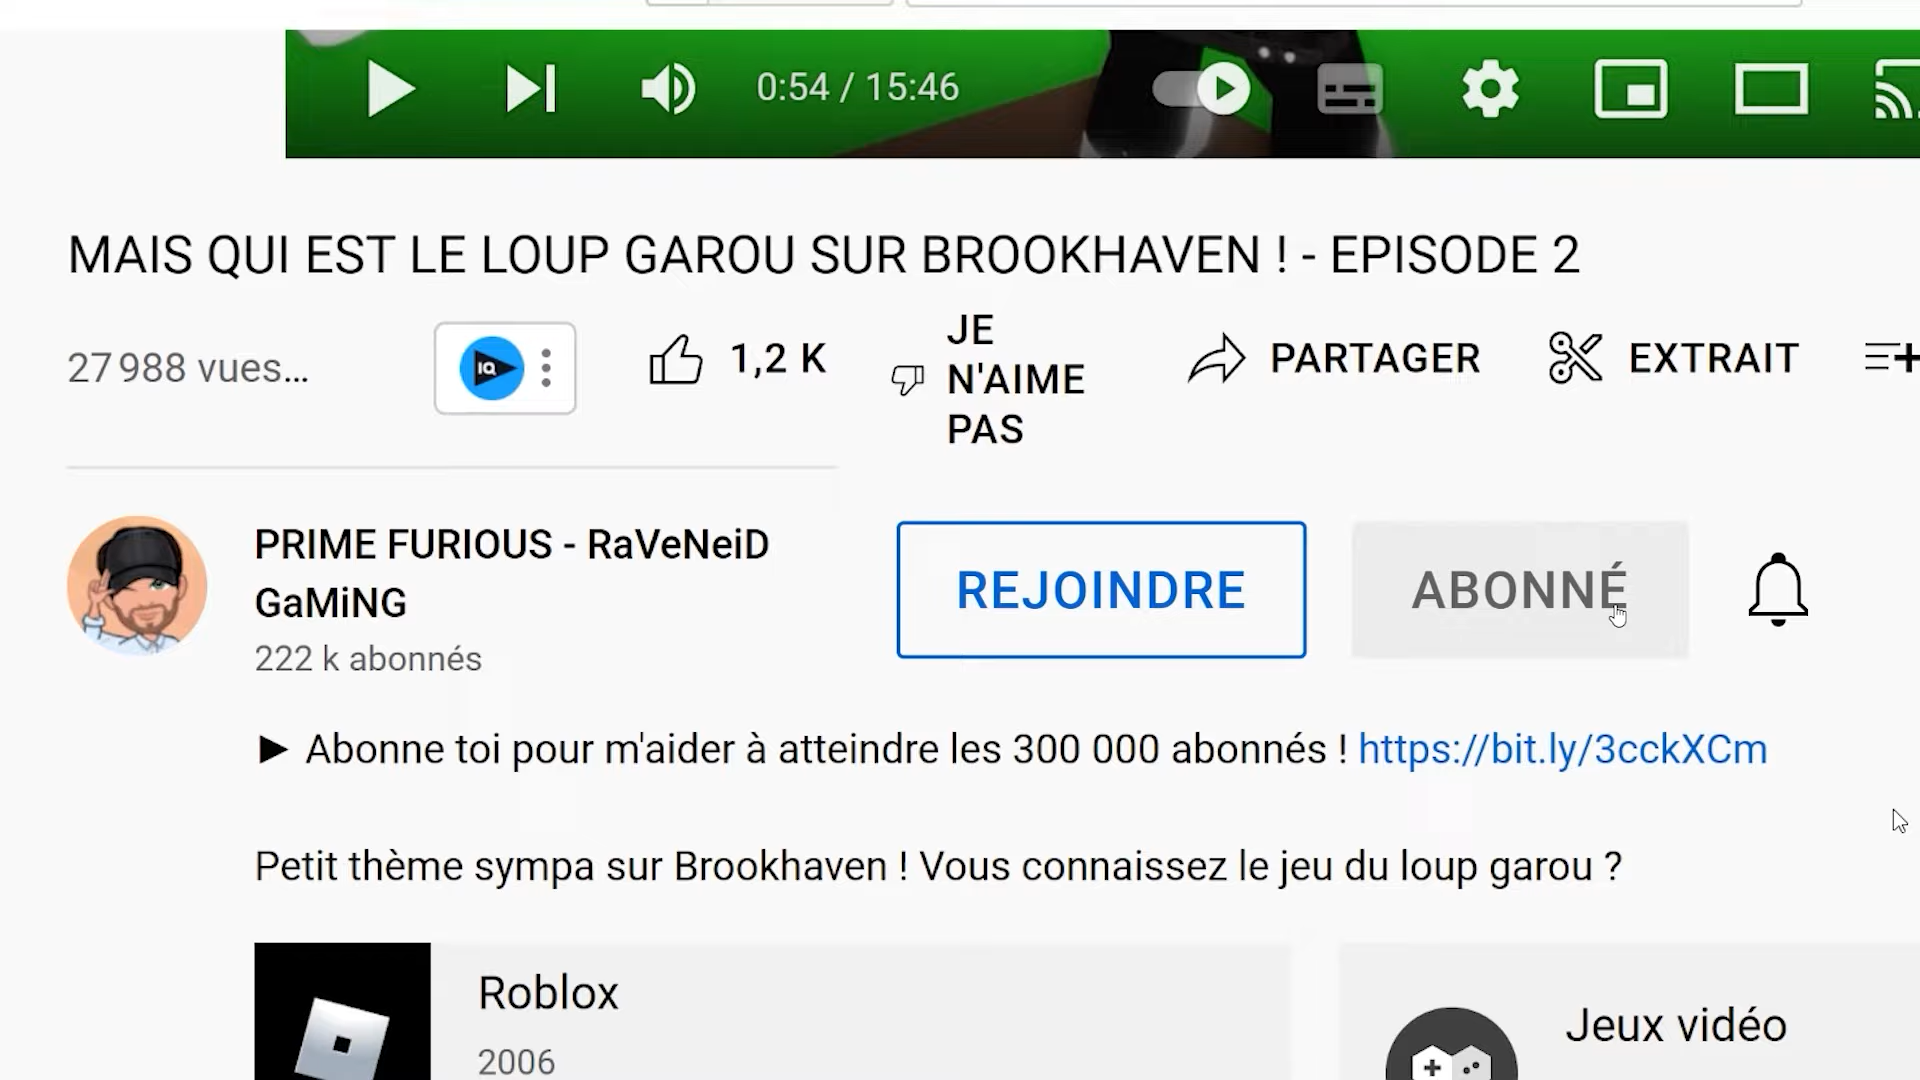 0:54 / 15:46
MAIS QUI EST LE LOUP GAROU SUR BROOKHAVEN ! - EPISODE 2
27 988 vues...
IQ
1,2 K
JE
N'AIME
PAS
PARTAGER
EXTRAIT
PRIME FURIOUS - RaVeNeiD
GaMiNG
222 k abonnés
REJOINDRE
ABONNÉ
► Abonne toi pour m'aider à atteindre les 300 000 abonnés ! https://bit.ly/3cckXCm
Petit thème sympa sur Brookhaven ! Vous connaissez le jeu du loup garou ?
Roblox
2006
Jeux vidéo